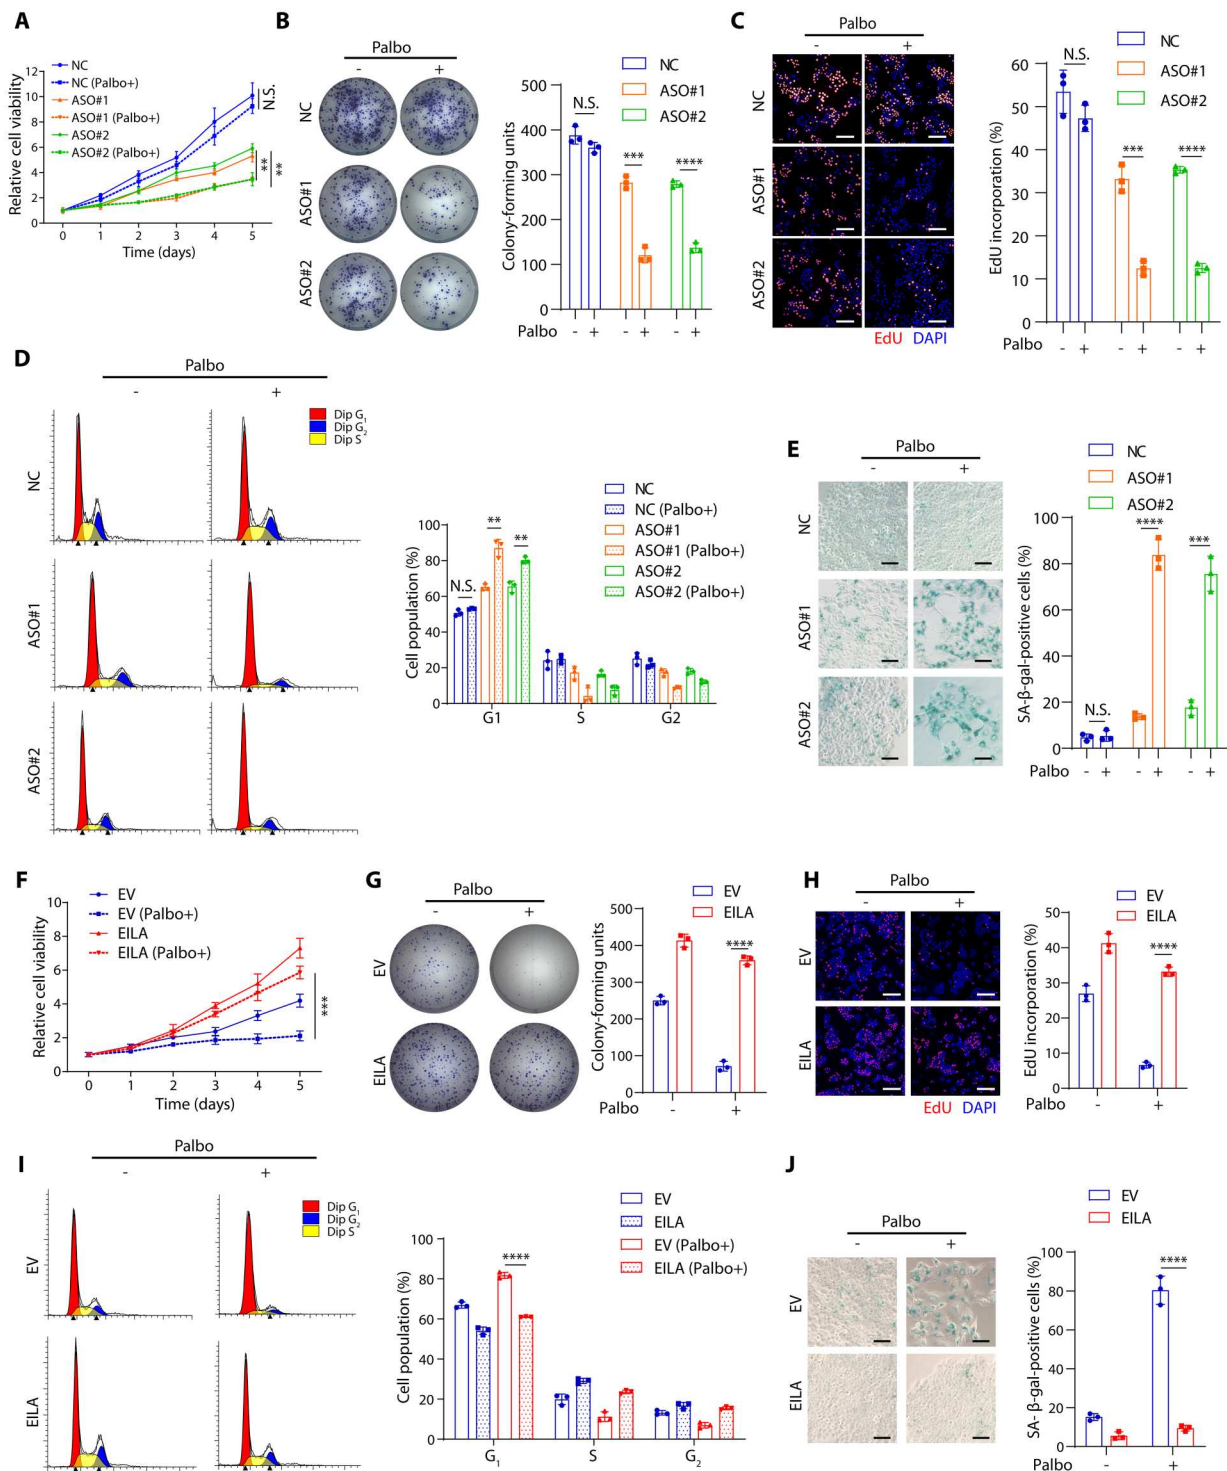 A
NC
NC (Palbo+)
ASO#1
ASO#1 (Palbo+)
ASO#2
ASO#2 (Palbo+)
Relative cell viability
12
10
8
6
4
2
0
0 1 2 3 4 5
Time (days)
N.S.
**
**
B
Palbo
- +
NC
ASO#1
ASO#2
NC
ASO#1
ASO#2
Colony-forming units
500
400
300
200
100
0
N.S.
***
****
Palbo - + - + - +
C
Palbo
- +
NC
ASO#1
ASO#2
EdU DAPI
NC
ASO#1
ASO#2
EdU incorporation (%)
60
50
40
30
20
10
0
N.S.
***
****
Palbo - + - + - +
D
Palbo
- +
Dip G1
Dip G2
Dip S
NC
ASO#1
ASO#2
NC
NC (Palbo+)
ASO#1
ASO#1 (Palbo+)
ASO#2
ASO#2 (Palbo+)
Cell population (%)
100
80
60
40
20
0
N.S.
**
**
G1 S G2
E
Palbo
- +
NC
ASO#1
ASO#2
NC
ASO#1
ASO#2
SA-β-gal-positive cells (%)
100
80
60
40
20
0
N.S.
****
***
Palbo - + - + - +
F
EV
EV (Palbo+)
EILA
EILA (Palbo+)
Relative cell viability
10
8
6
4
2
0
0 1 2 3 4 5
Time (days)
***
G
Palbo
- +
EV
EILA
EV
EILA
Colony-forming units
500
400
300
200
100
0
****
Palbo - +
H
Palbo
- +
EV
EILA
EdU DAPI
EV
EILA
EdU incorporation (%)
50
40
30
20
10
0
****
Palbo - +
I
Palbo
- +
Dip G1
Dip G2
Dip S
EV
EILA
EV
EILA
EV (Palbo+)
EILA (Palbo+)
Cell population (%)
100
80
60
40
20
0
****
G1 S G2
J
Palbo
- +
EV
EILA
EV
EILA
SA- β-gal-positive cells (%)
100
80
60
40
20
0
****
Palbo - +